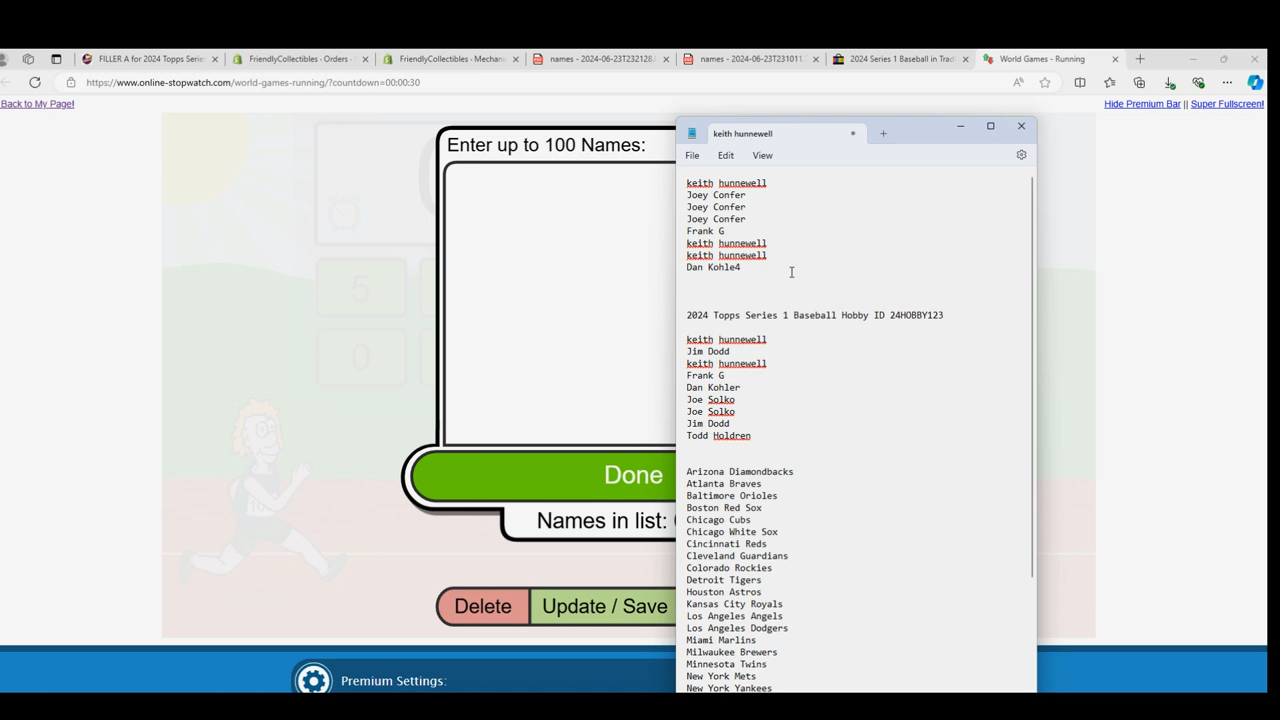 FILLER A for 2024 Topps Serie
FriendlyCollectibles · Orders ·
FriendlyCollectibles · Mechani
names - 2024-06-23T232128.
names - 2024-06-23T231011
2024 Series 1 Baseball in Tradi
World Games - Running
https://www.online-stopwatch.com/world-games-running/?countdown=00:00:30
Back to My Page!
Hide Premium Bar || Super Fullscreen!
Enter up to 100 Names:
5
0
Done
Names in list:
Delete
Update / Save
Premium Settings:
keith hunnewell
File
Edit
View
keith hunnewell
Joey Confer
Joey Confer
Joey Confer
Frank G
keith hunnewell
keith hunnewell
Dan Kohle4
2024 Topps Series 1 Baseball Hobby ID 24HOBBY123
keith hunnewell
Jim Dodd
keith hunnewell
Frank G
Dan Kohler
Joe Solko
Joe Solko
Jim Dodd
Todd Holdren
Arizona Diamondbacks
Atlanta Braves
Baltimore Orioles
Boston Red Sox
Chicago Cubs
Chicago White Sox
Cincinnati Reds
Cleveland Guardians
Colorado Rockies
Detroit Tigers
Houston Astros
Kansas City Royals
Los Angeles Angels
Los Angeles Dodgers
Miami Marlins
Milwaukee Brewers
Minnesota Twins
New York Mets
New York Yankees